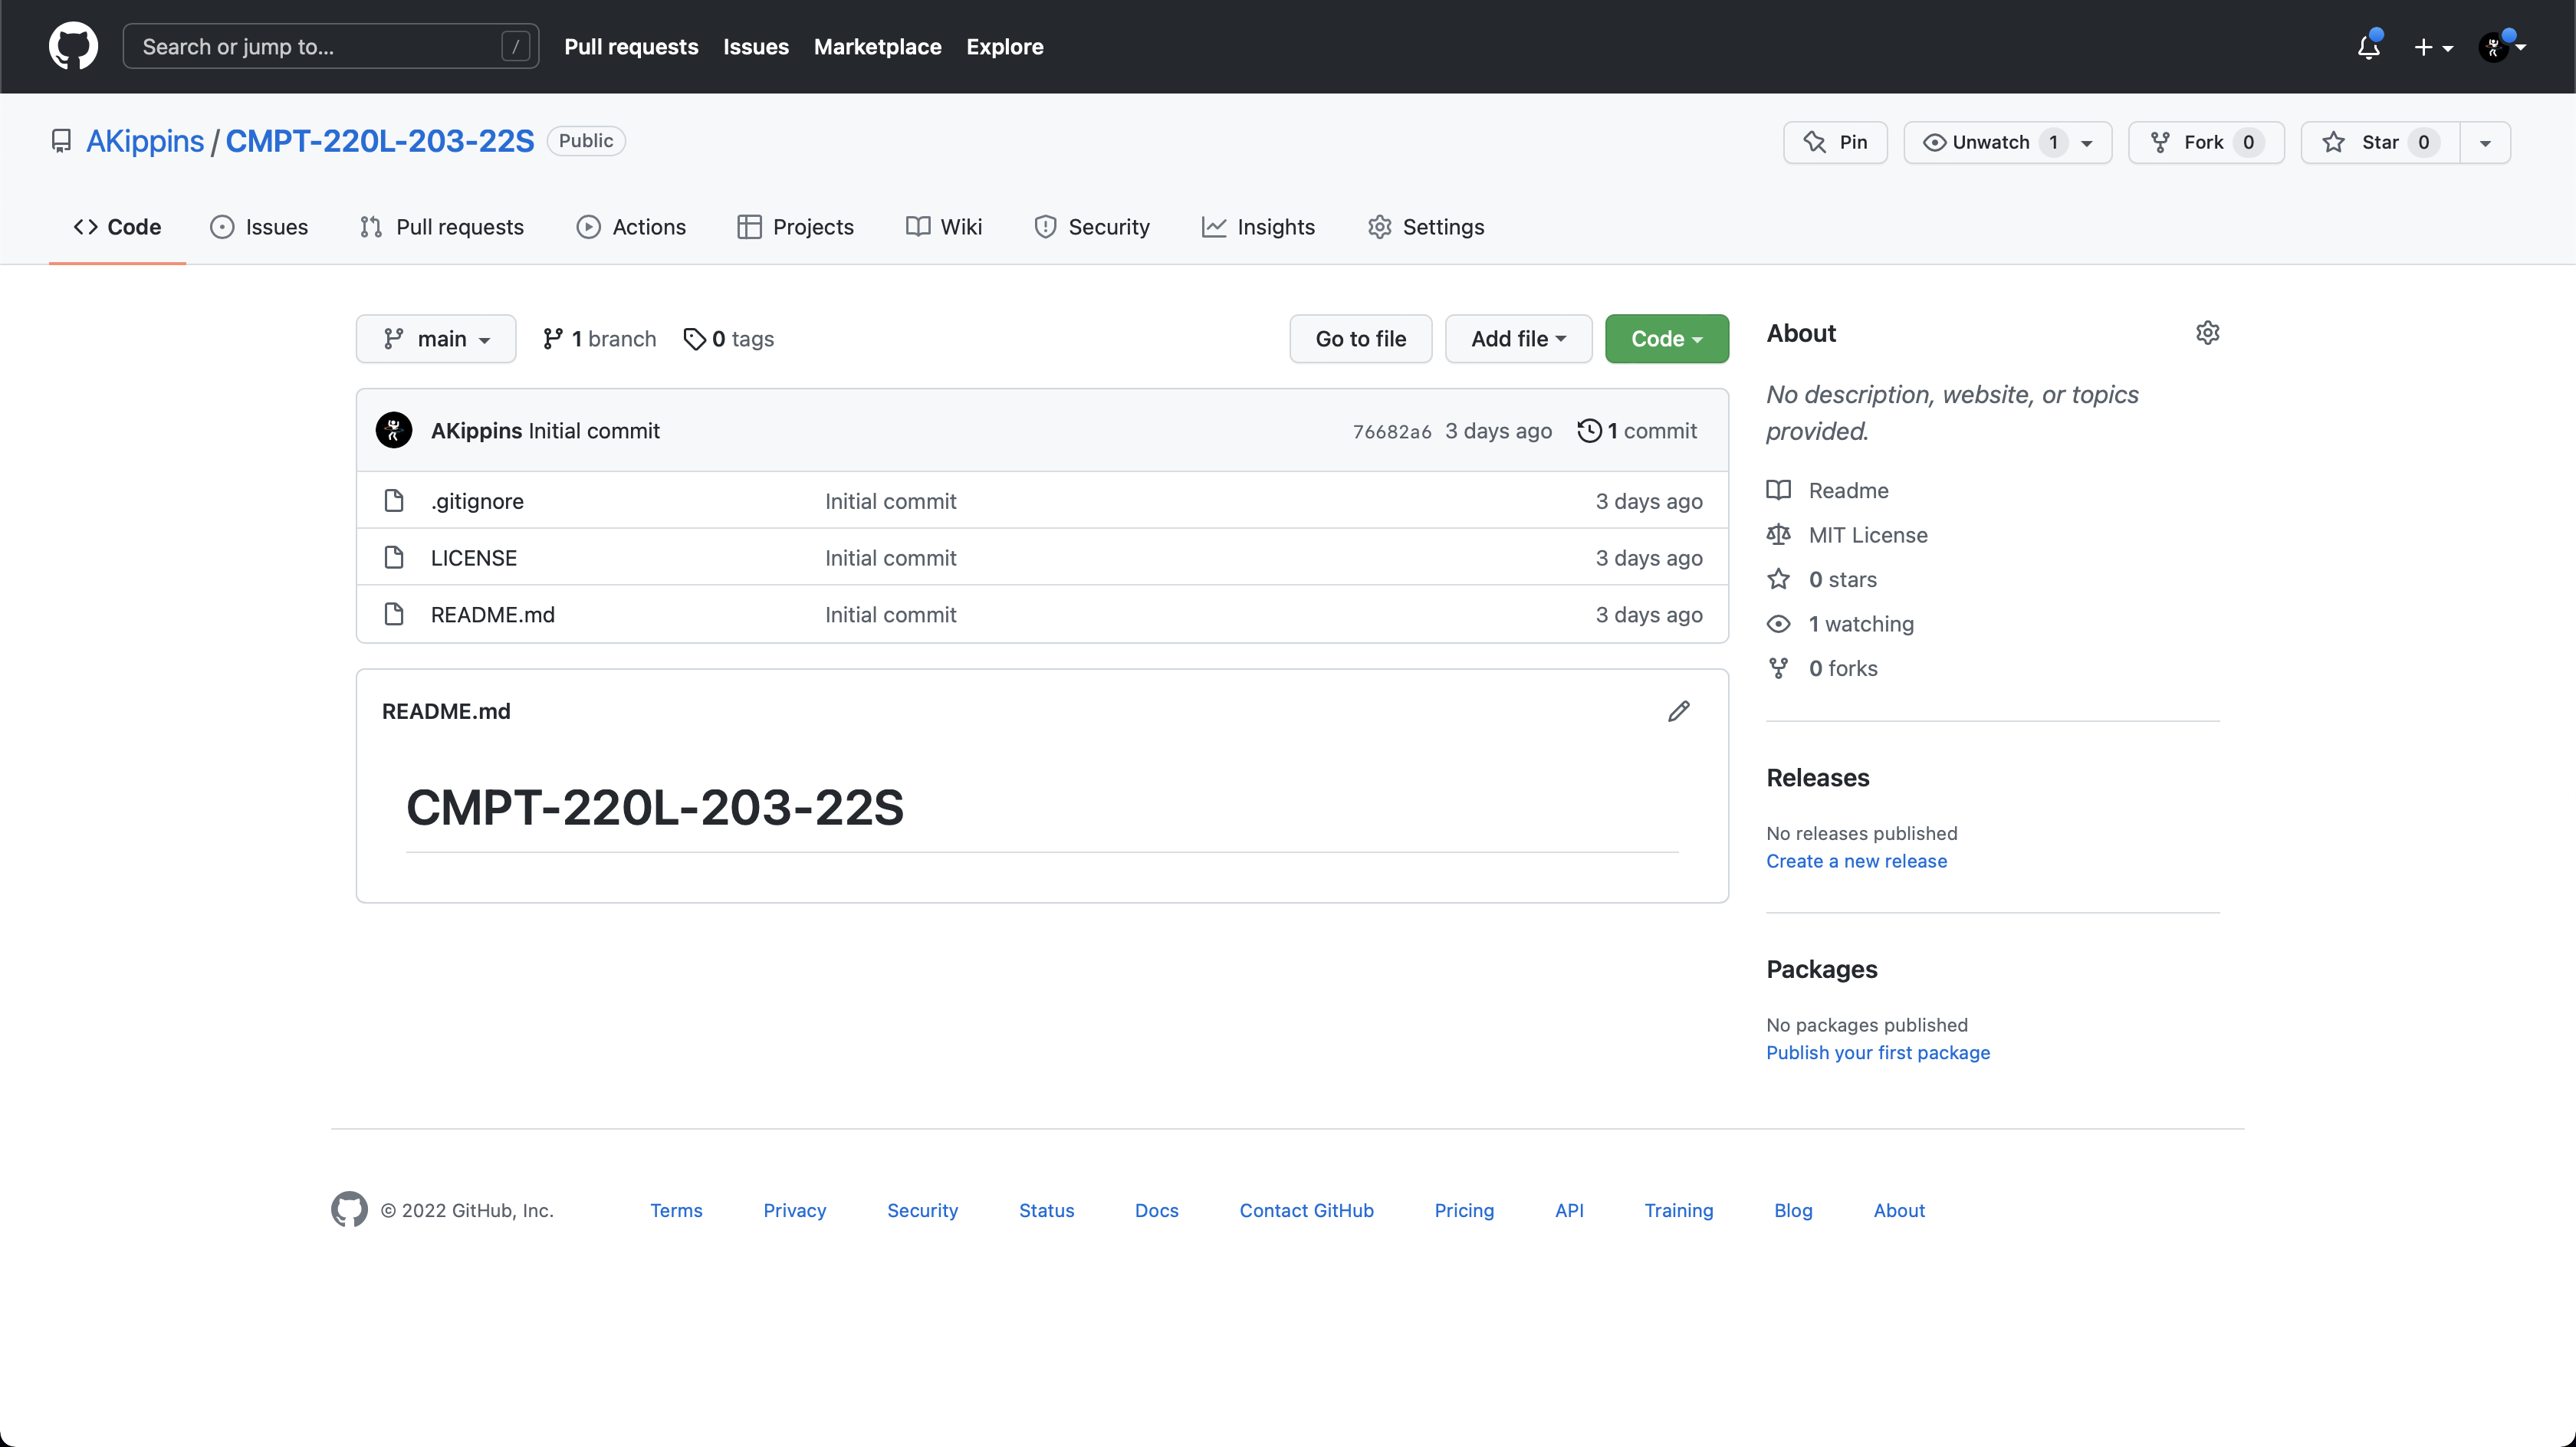 Search or jump to... / Pull requests Issues Marketplace Explore
AKippins / CMPT-220L-203-22S Public Pin Unwatch 1 Fork 0 Star 0
Code Issues Pull requests Actions Projects Wiki Security Insights Settings
main 1 branch 0 tags Go to file Add file Code
AKippins Initial commit 76682a6 3 days ago 1 commit
.gitignore Initial commit 3 days ago
LICENSE Initial commit 3 days ago
README.md Initial commit 3 days ago
README.md
CMPT-220L-203-22S
About
No description, website, or topics
provided.
Readme
MIT License
0 stars
1 watching
0 forks
Releases
No releases published
Create a new release
Packages
No packages published
Publish your first package
© 2022 GitHub, Inc. Terms Privacy Security Status Docs Contact GitHub Pricing API Training Blog About